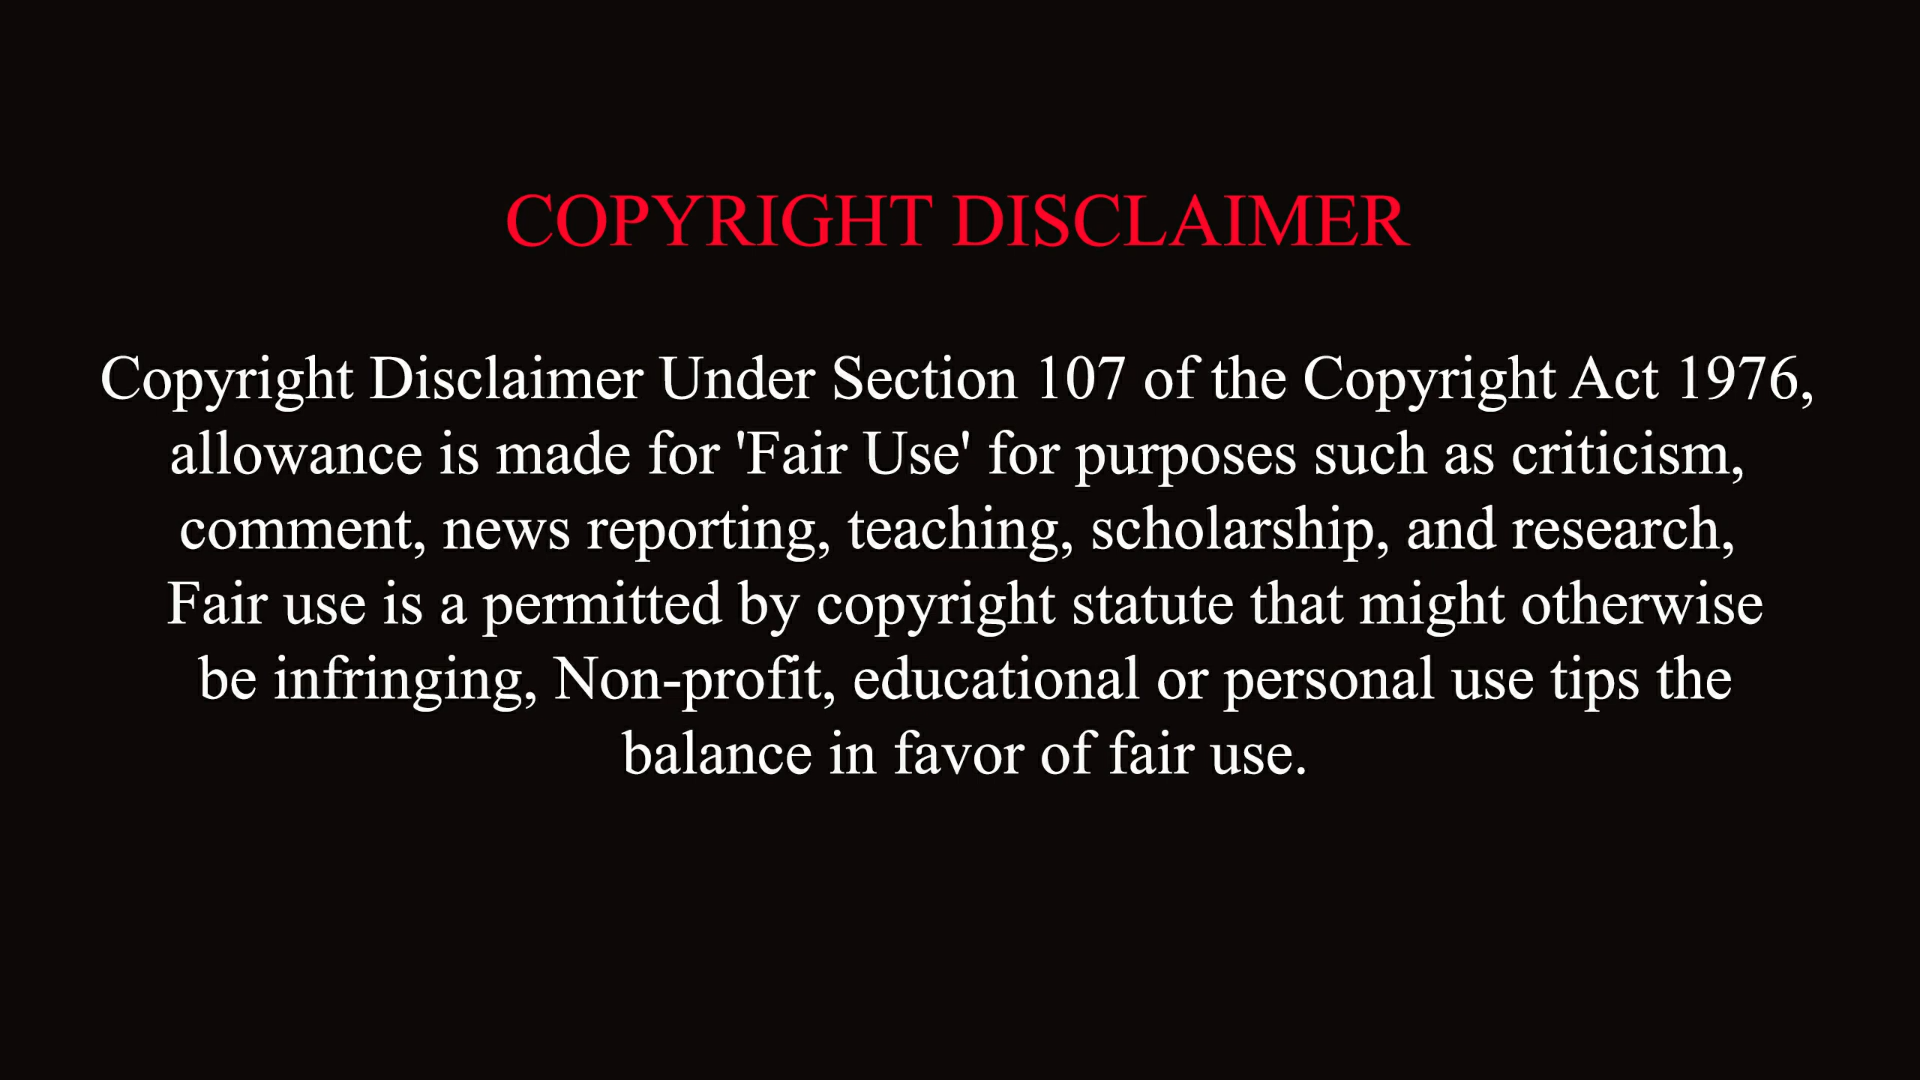 COPYRIGHT DISCLAIMER
Copyright Disclaimer Under Section 107 of the Copyright Act 1976,
allowance is made for 'Fair Use' for purposes such as criticism,
comment, news reporting, teaching, scholarship, and research,
Fair use is a permitted by copyright statute that might otherwise
be infringing, Non-profit, educational or personal use tips the
balance in favor of fair use.